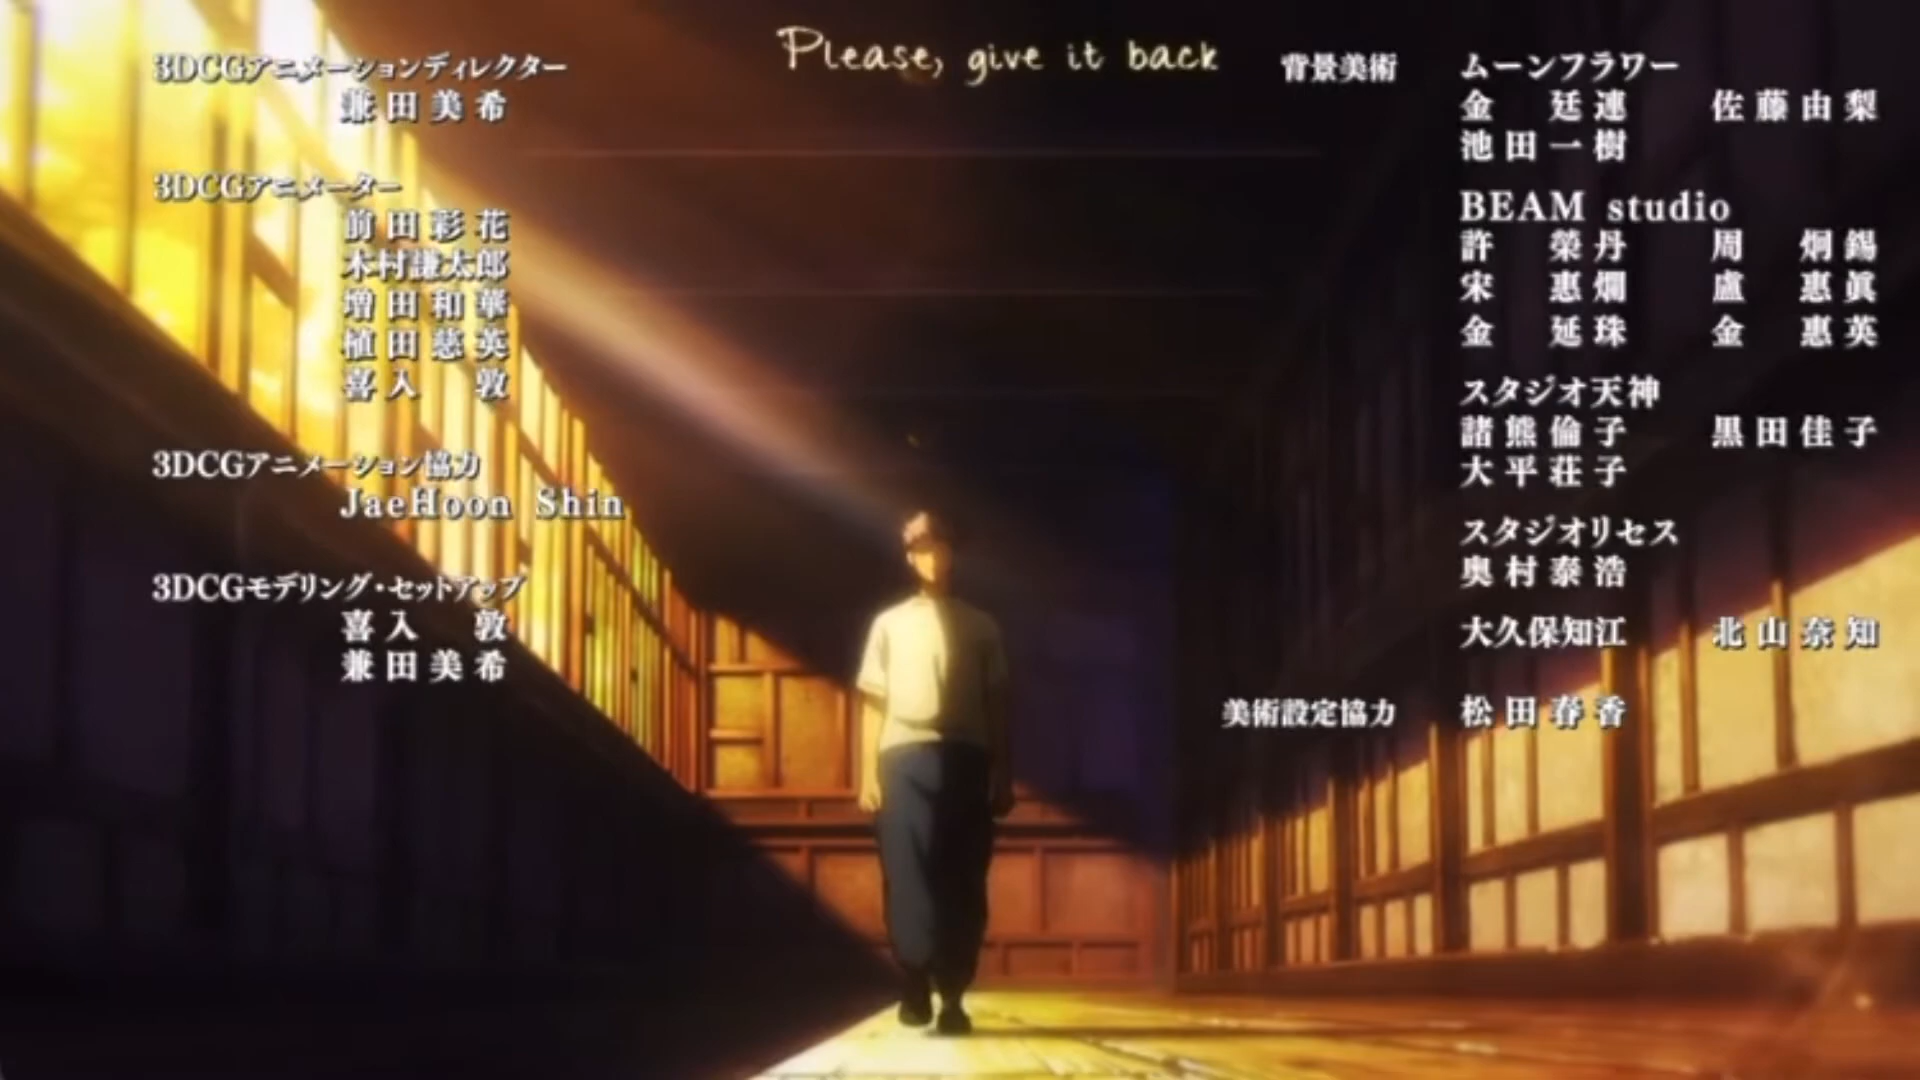 Please, give it back
3DCGアニメーションディレクター
兼田美希
3DCGアニメーター
前田彩花
木村謙太郎
増田和華
植田慈英
喜入 敦
3DCGアニメーション協力
JaeHoon Shin
3DCGモデリング・セットアップ
喜入 敦
兼田美希
背景美術
ムーンフラワー
金 廷連 佐藤由梨
池田一樹
BEAM studio
許 榮丹 周 炯錫
宋 惠爛 盧 惠眞
金 延珠 金 惠英
スタジオ天神
諸熊倫子 黒田佳子
大平荘子
スタジオリセス
奥村泰浩
大久保知江 北山奈知
美術設定協力
松田春香